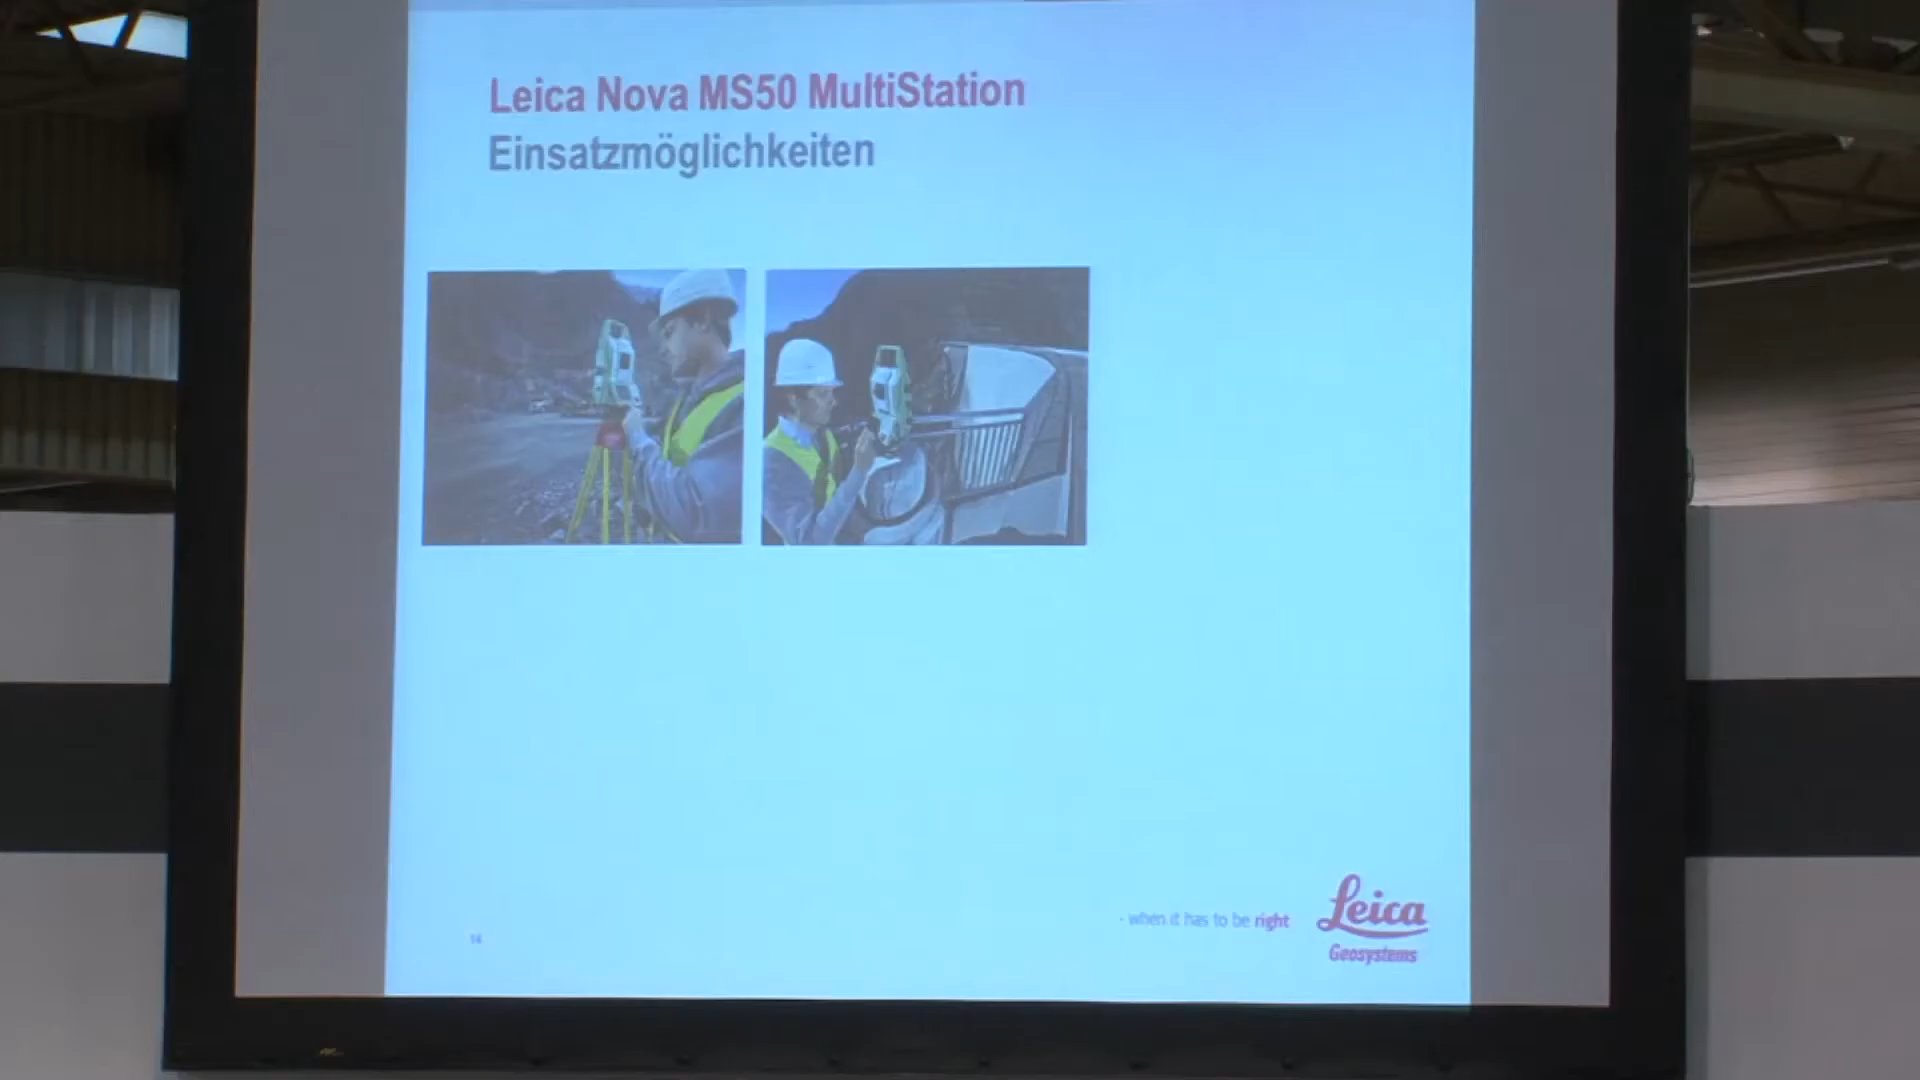 Leica Nova MS50 MultiStation
Einsatzmöglichkeiten
- when it has to be right
Leica
Geosystems